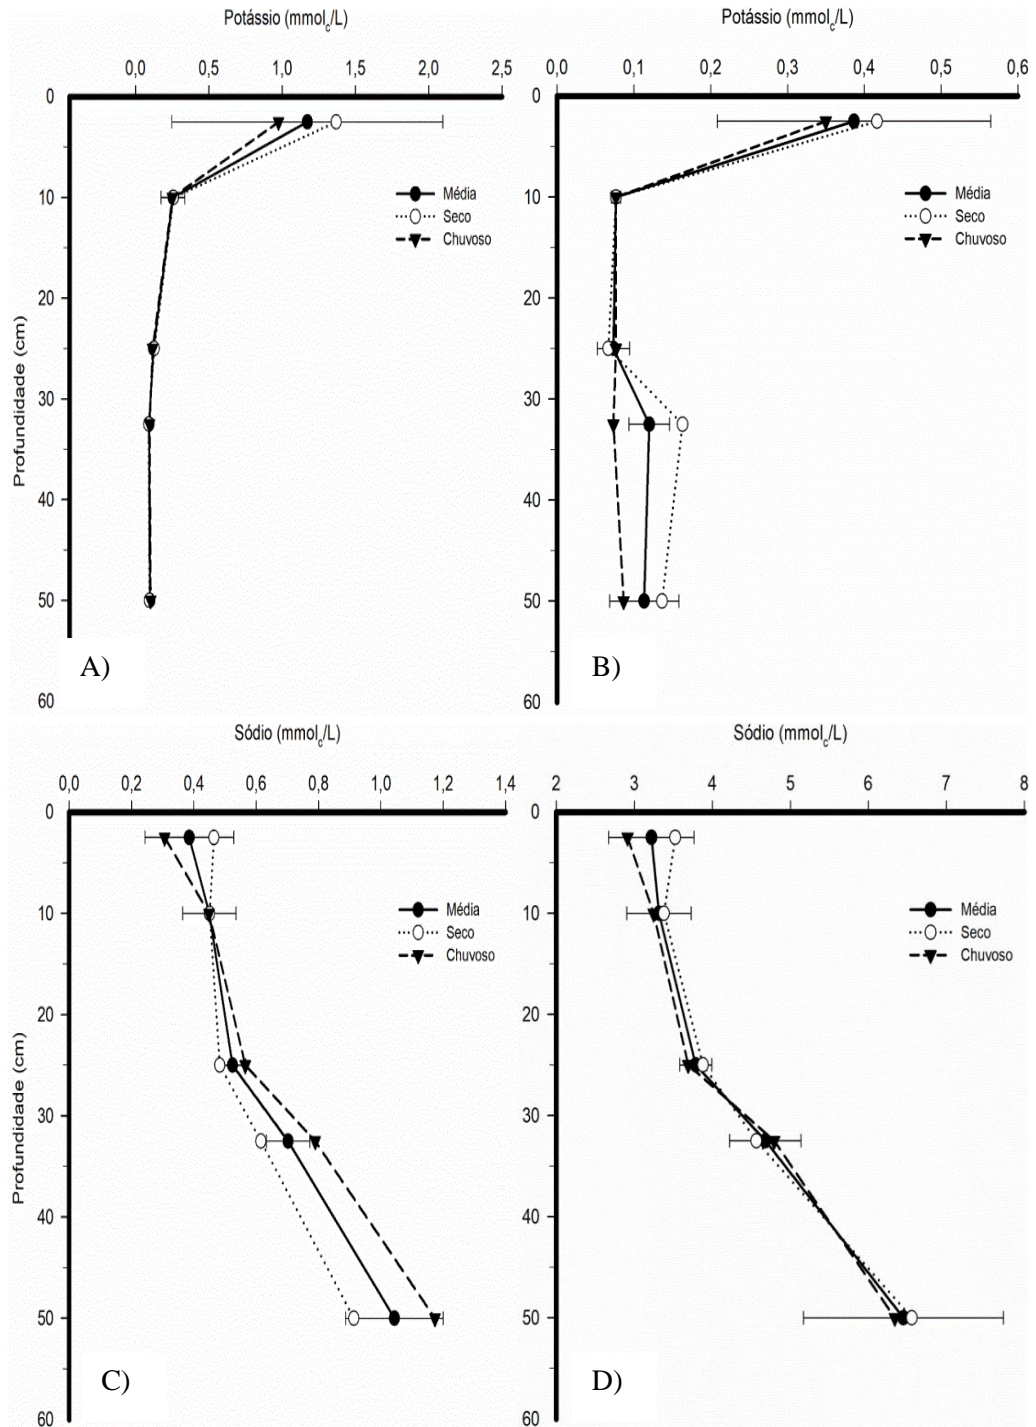 Potássio (mmolc/L)
0,0 0,5 1,0 1,5 2,0 2,5
0
10
20
30
40
50
60
Profundidade (cm)
Média
Seco
Chuvoso
A)
Potássio (mmolc/L)
0,0 0,1 0,2 0,3 0,4 0,5 0,6
0
10
20
30
40
50
60
Média
Seco
Chuvoso
B)
Sódio (mmolc/L)
0,0 0,2 0,4 0,6 0,8 1,0 1,2 1,4
0
10
20
30
40
50
60
Profundidade (cm)
Média
Seco
Chuvoso
C)
Sódio (mmolc/L)
2 3 4 5 6 7 8
0
10
20
30
40
50
60
Média
Seco
Chuvoso
D)